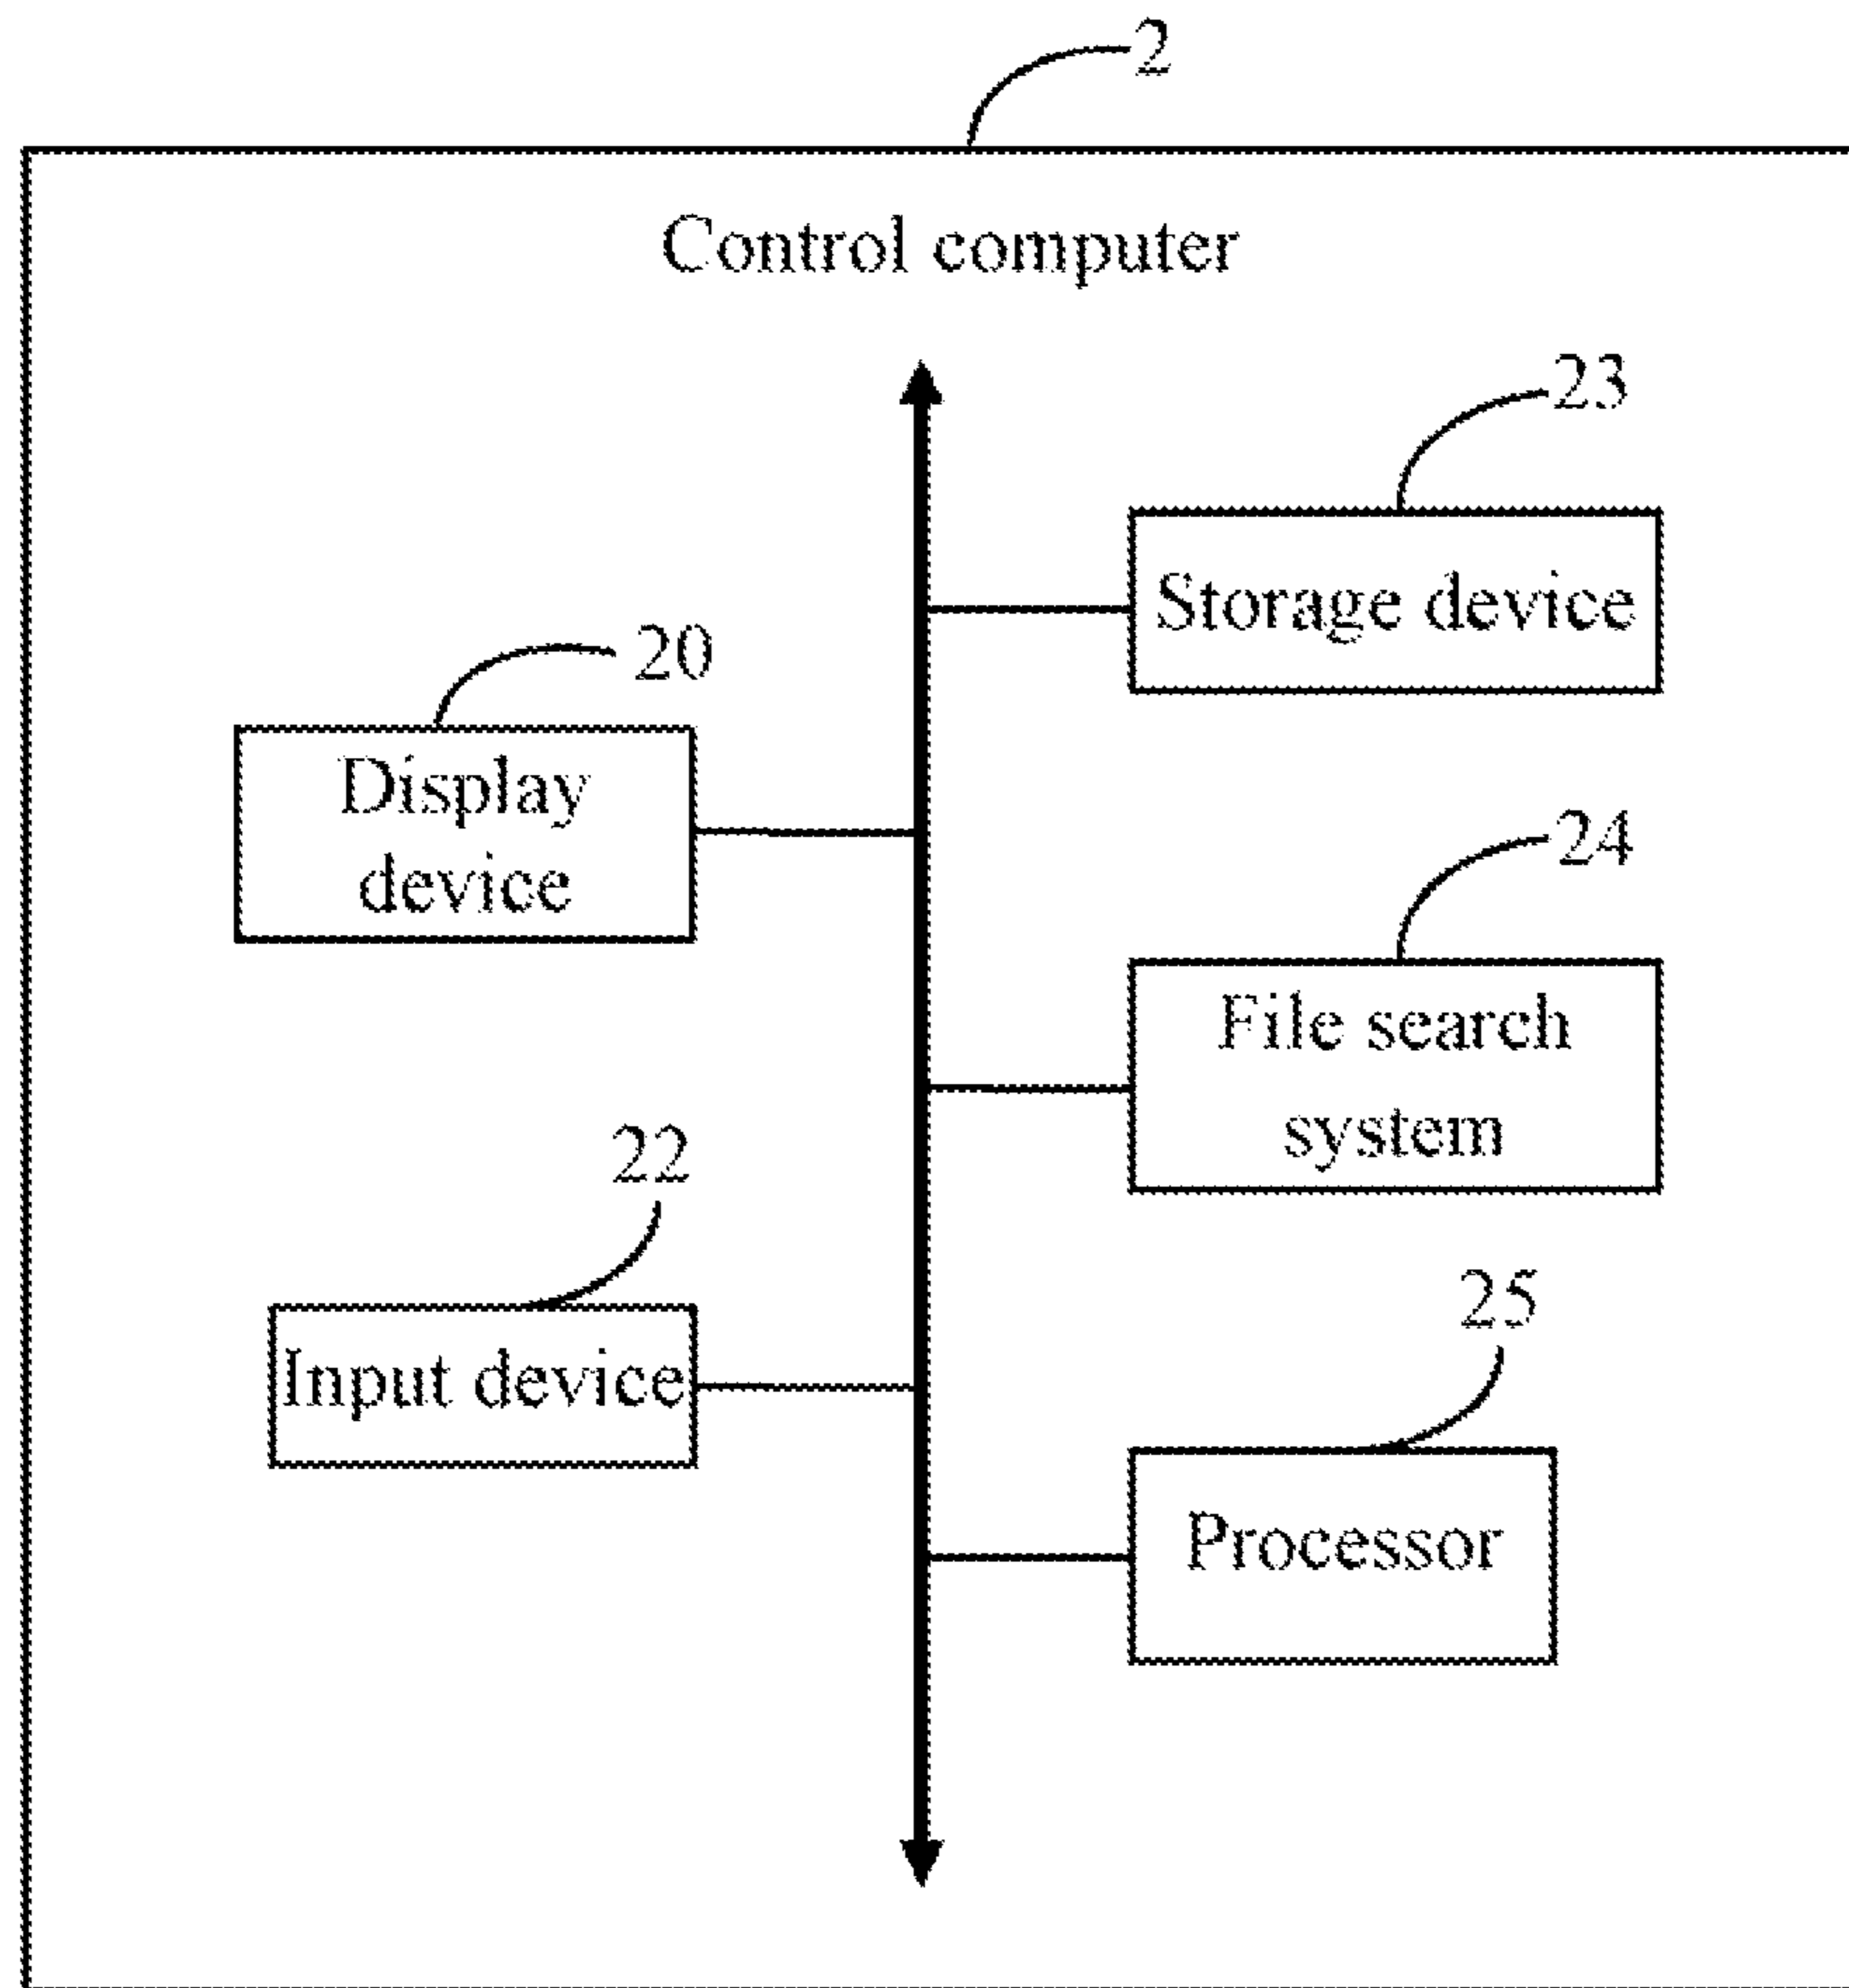 2
Control computer
23
Storage device
20
Display
device
24
File search
system
22
Input device
25
Processor